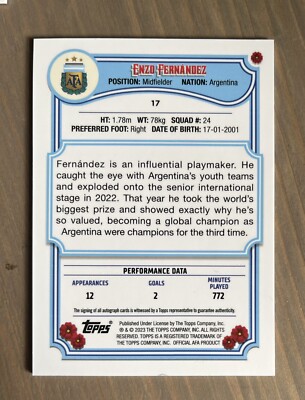 AFA
ENZO FERNÁNDEZ
POSITION: Midfielder NATION: Argentina
17
HT: 1.78m WT: 78kg SQUAD #: 24
PREFERRED FOOT: Right DATE OF BIRTH: 17-01-2001
Fernández is an influential playmaker. He
caught the eye with Argentina's youth teams
and exploded onto the senior international
stage in 2022. That year he took the world's
biggest prize and showed exactly why he's
so valued, becoming a global champion as
Argentina were champions for the third time.
PERFORMANCE DATA
APPEARANCES GOALS MINUTES PLAYED
12 2 772
The signing of all autograph cards is witnessed by a Topps representative to guarantee authenticity.
Topps
Published Under License by The Topps Company, Inc.
® & © 2023 THE TOPPS COMPANY, INC. ALL RIGHTS
RESERVED. TOPPS IS A REGISTERED TRADEMARK OF
THE TOPPS COMPANY, INC. OFFICIAL AFA PRODUCT